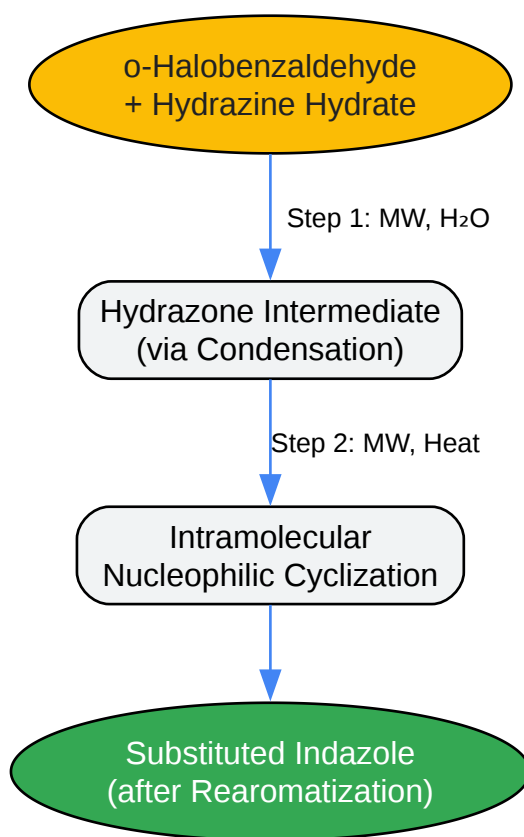 o-Halobenzaldehyde
+ Hydrazine Hydrate
Step 1: MW, H₂O
Hydrazone Intermediate
(via Condensation)
Step 2: MW, Heat
Intramolecular
Nucleophilic Cyclization
Substituted Indazole
(after Rearomatization)